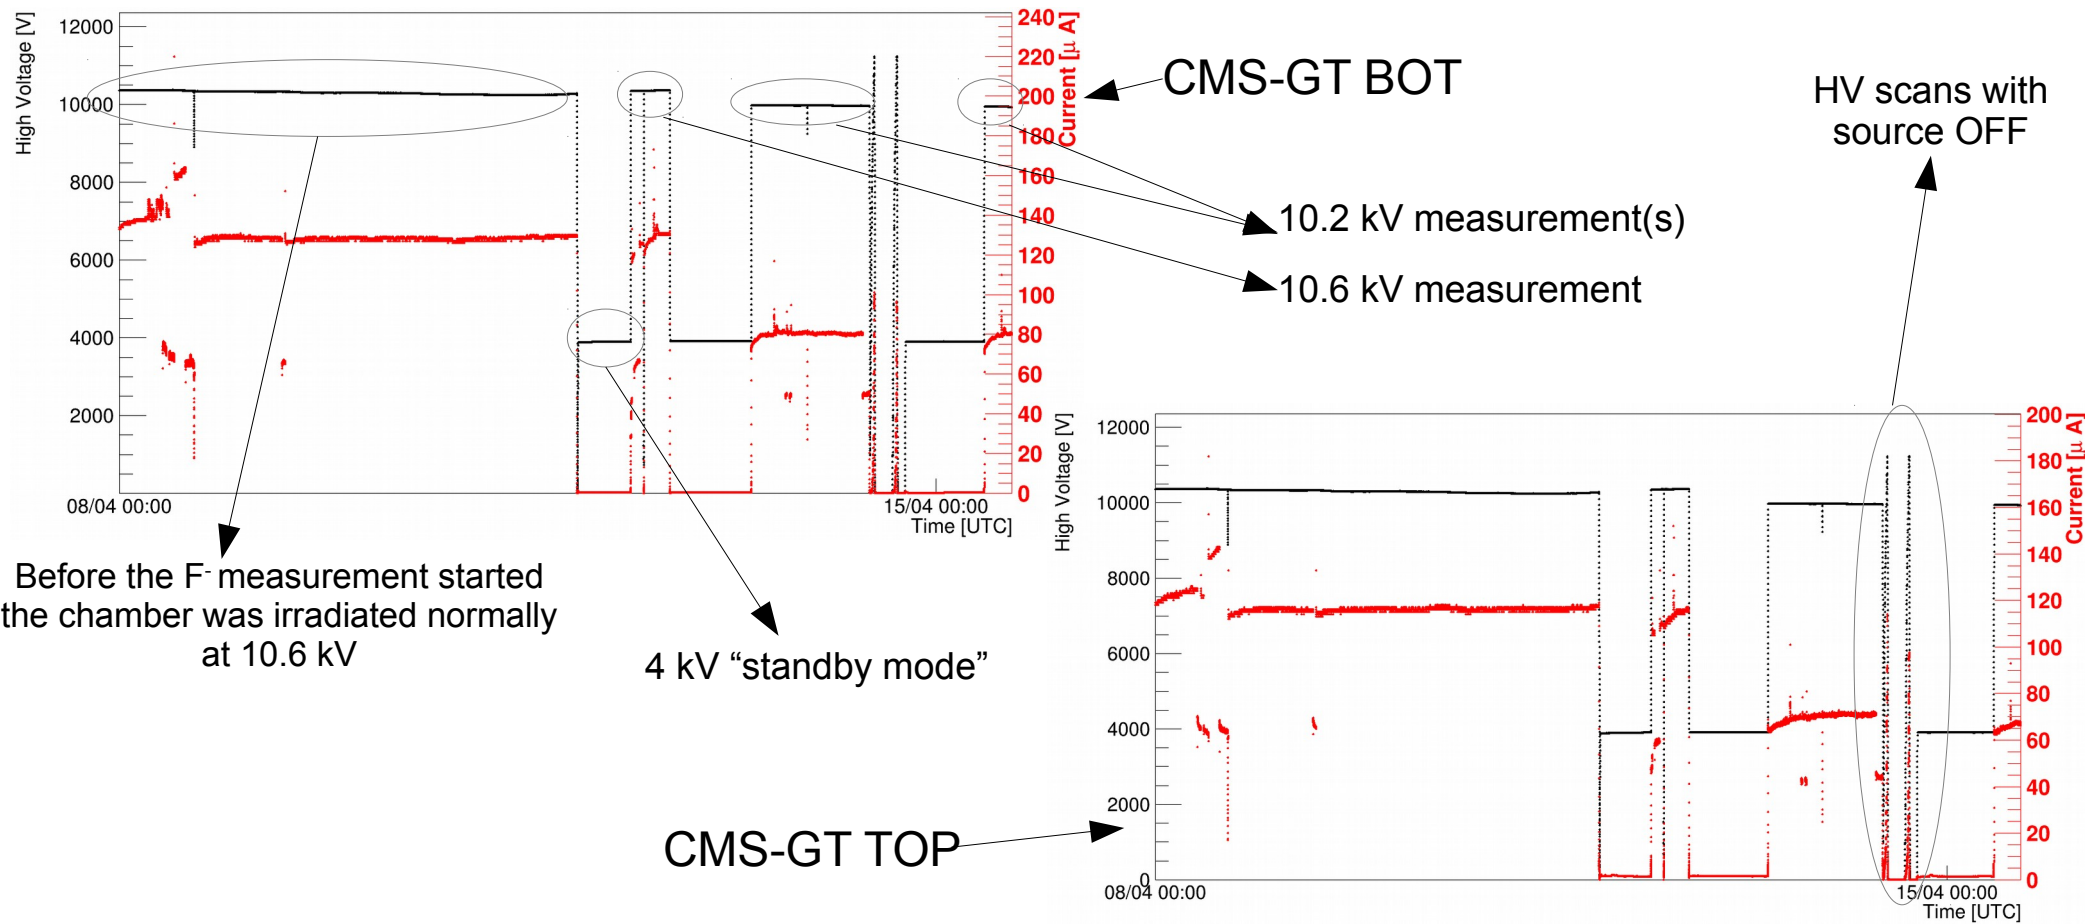 High Voltage [V]
12000
10000
8000
6000
4000
2000
08/04 00:00
15/04 00:00
Time [UTC]
240
220
200
180
160
140
120
100
80
60
40
20
0
Current [μ A]
CMS-GT BOT
10.2 kV measurement(s)
10.6 kV measurement
HV scans with
source OFF
Before the F⁻ measurement started
the chamber was irradiated normally
at 10.6 kV
4 kV “standby mode”
CMS-GT TOP
High Voltage [V]
12000
10000
8000
6000
4000
2000
0
08/04 00:00
15/04 00:00
Time [UTC]
200
180
160
140
120
100
80
60
40
20
0
Current [μ A]